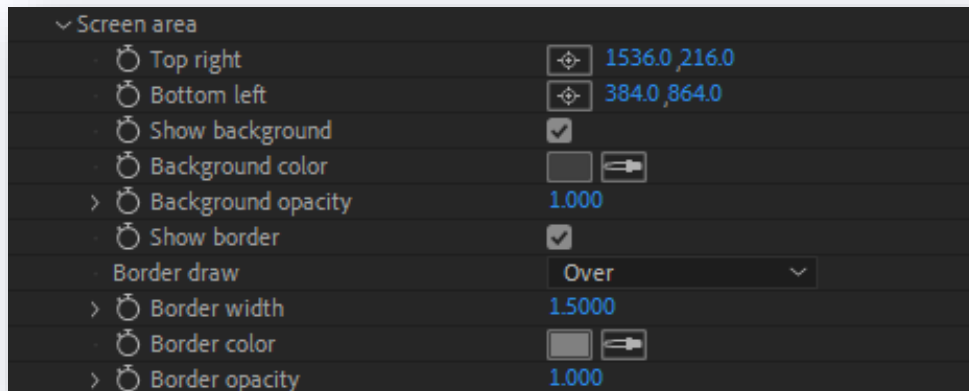 Screen area
Top right 1536.0 ,216.0
Bottom left 384.0 ,864.0
Show background
Background color
Background opacity 1.000
Show border
Border draw Over
Border width 1.5000
Border color
Border opacity 1.000